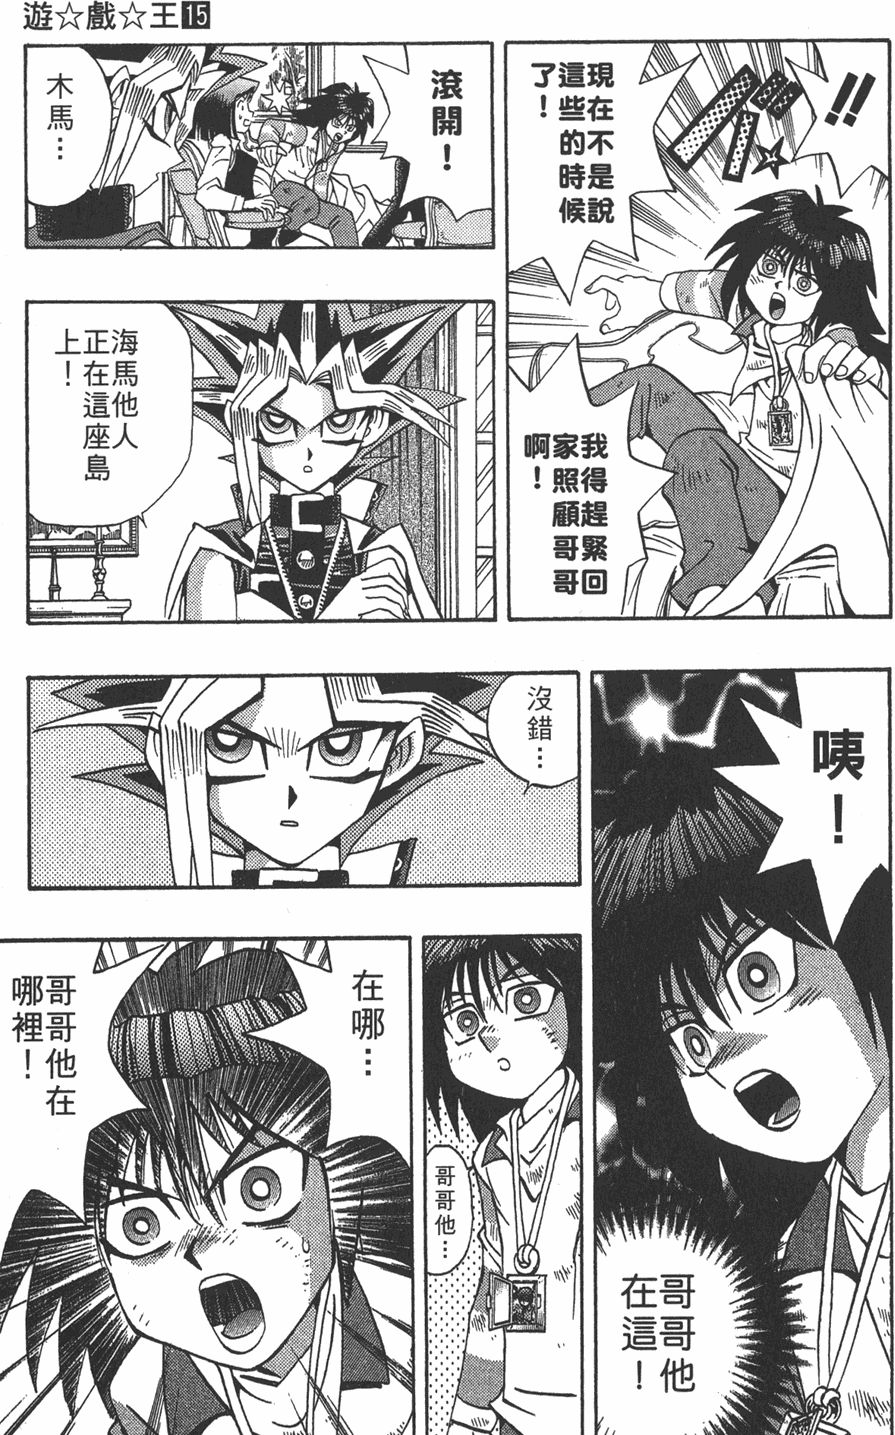 遊☆戲☆王15
!!
現在不是說
這些的時候
了！
我得趕緊回
家照顧哥哥
啊！
滾開！
木馬…
海馬他人
正在這座島
上！
咦！
哥哥他
在這！
沒錯…
哥哥他…
在哪…
哥哥他在
哪裡！